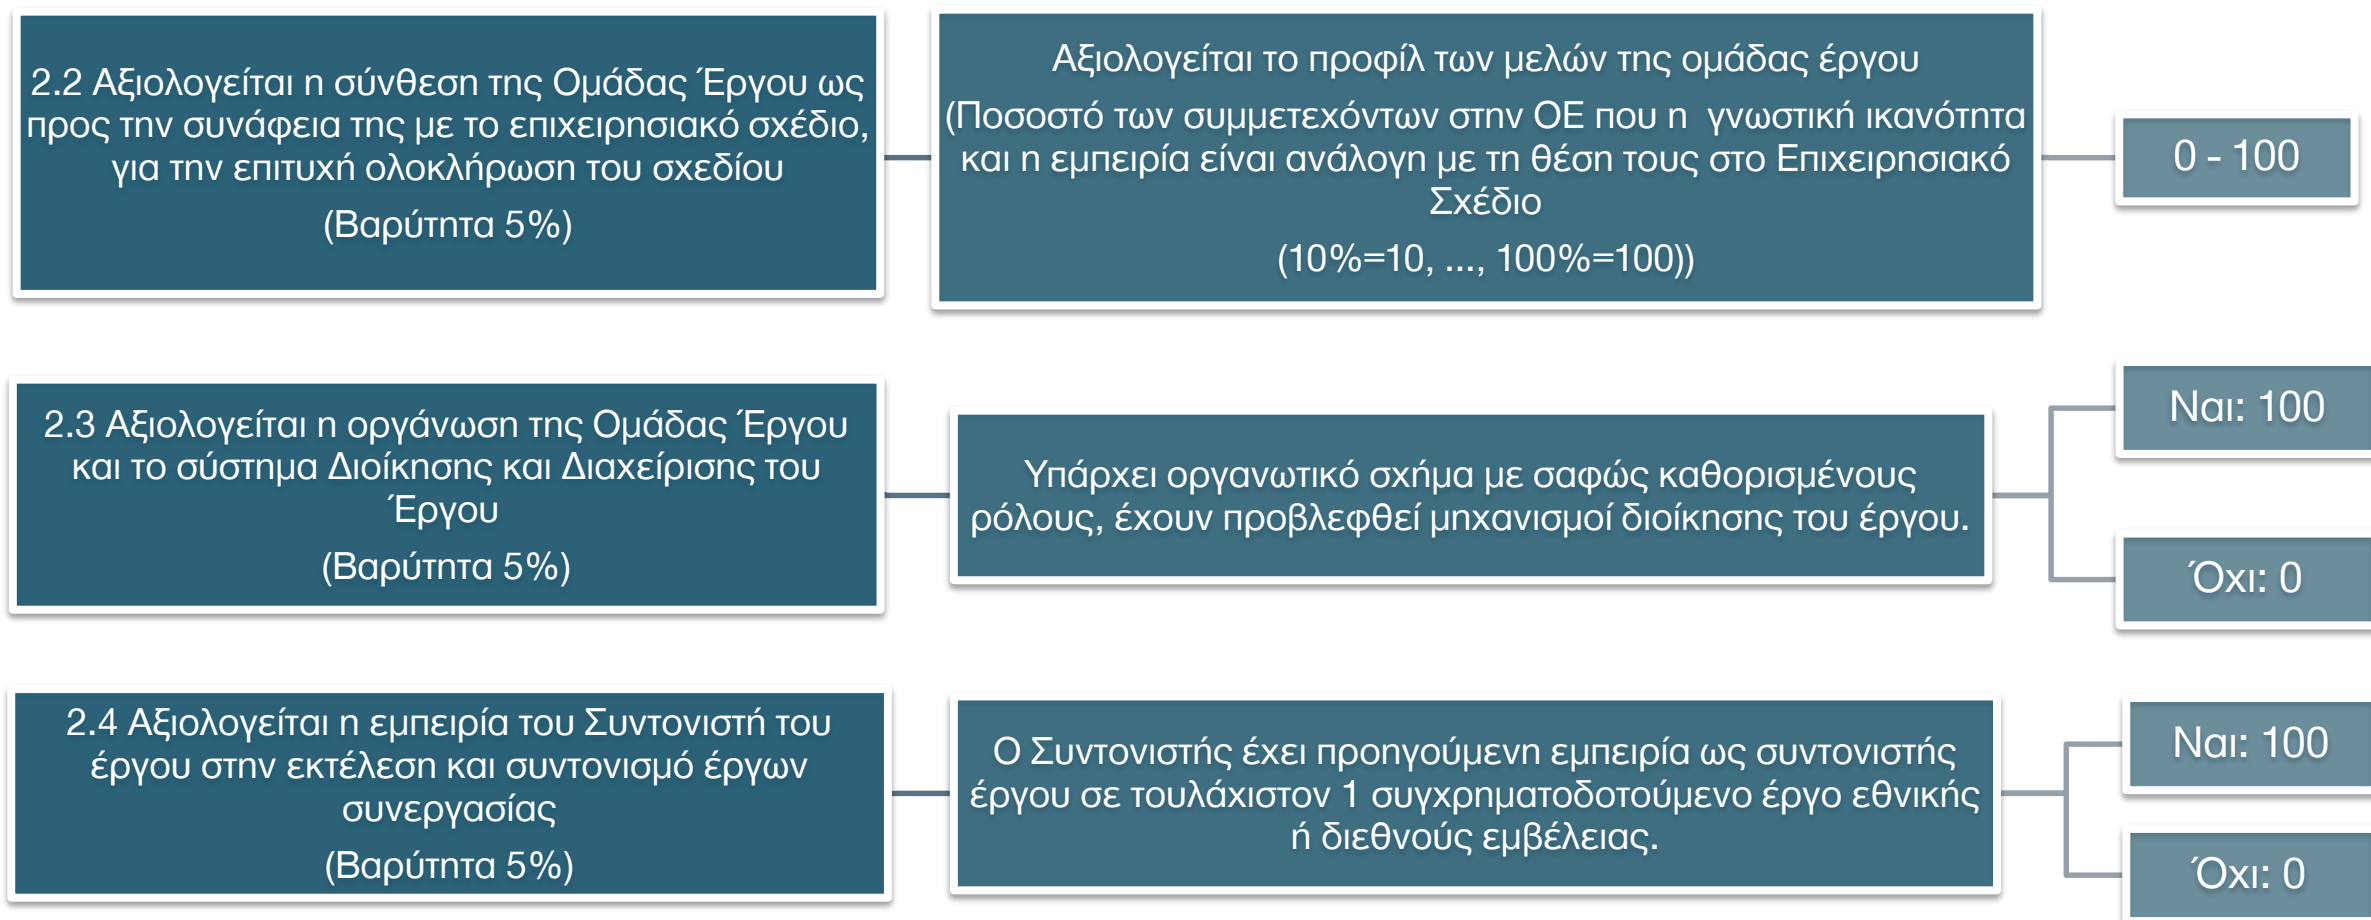 2.2 Αξιολογείται η σύνθεση της Ομάδας Έργου ως
προς την συνάφεια της με το επιχειρησιακό σχέδιο,
για την επιτυχή ολοκλήρωση του σχεδίου
(Βαρύτητα 5%)
Αξιολογείται το προφίλ των μελών της ομάδας έργου
(Ποσοστό των συμμετεχόντων στην ΟΕ που η γνωστική ικανότητα
και η εμπειρία είναι ανάλογη με τη θέση τους στο Επιχειρησιακό
Σχέδιο
(10%=10, ..., 100%=100))
0 - 100
2.3 Αξιολογείται η οργάνωση της Ομάδας Έργου
και το σύστημα Διοίκησης και Διαχείρισης του
Έργου
(Βαρύτητα 5%)
Υπάρχει οργανωτικό σχήμα με σαφώς καθορισμένους
ρόλους, έχουν προβλεφθεί μηχανισμοί διοίκησης του έργου.
Ναι: 100
Όχι: 0
2.4 Αξιολογείται η εμπειρία του Συντονιστή του
έργου στην εκτέλεση και συντονισμό έργων
συνεργασίας
(Βαρύτητα 5%)
Ο Συντονιστής έχει προηγούμενη εμπειρία ως συντονιστής
έργου σε τουλάχιστον 1 συγχρηματοδοτούμενο έργο εθνικής
ή διεθνούς εμβέλειας.
Ναι: 100
Όχι: 0